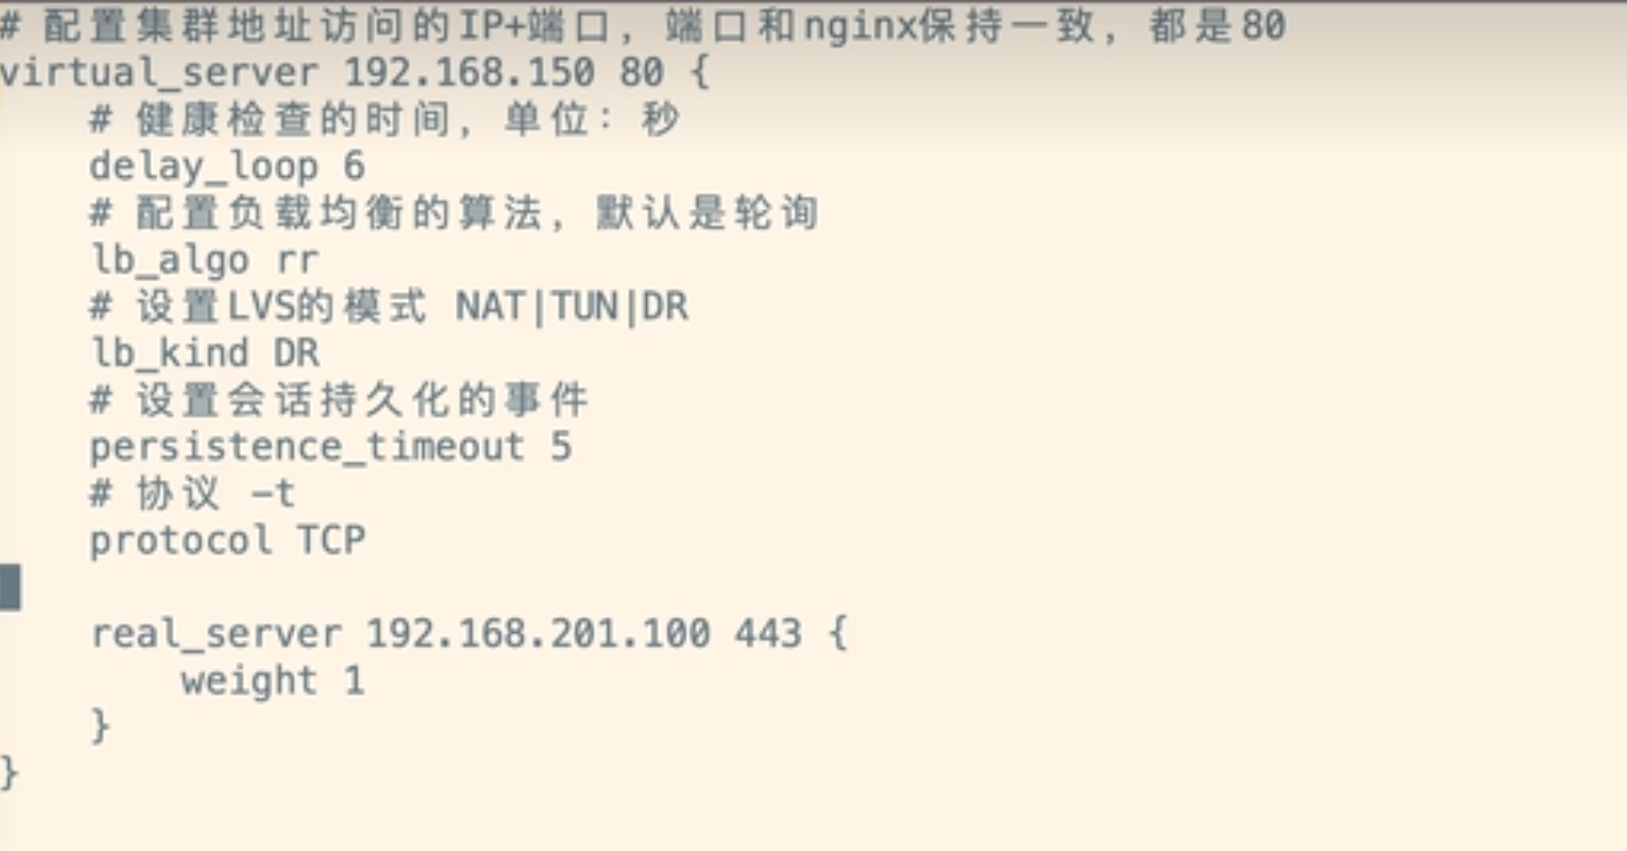 # 配置集群地址访问的IP+端口，端口和nginx保持一致，都是80
virtual_server 192.168.150 80 {
    # 健康检查的时间，单位：秒
    delay_loop 6
    # 配置负载均衡的算法，默认是轮询
    lb_algo rr
    # 设置LVS的模式 NAT|TUN|DR
    lb_kind DR
    # 设置会话持久化的事件
    persistence_timeout 5
    # 协议 -t
    protocol TCP
    real_server 192.168.201.100 443 {
        weight 1
    }
}